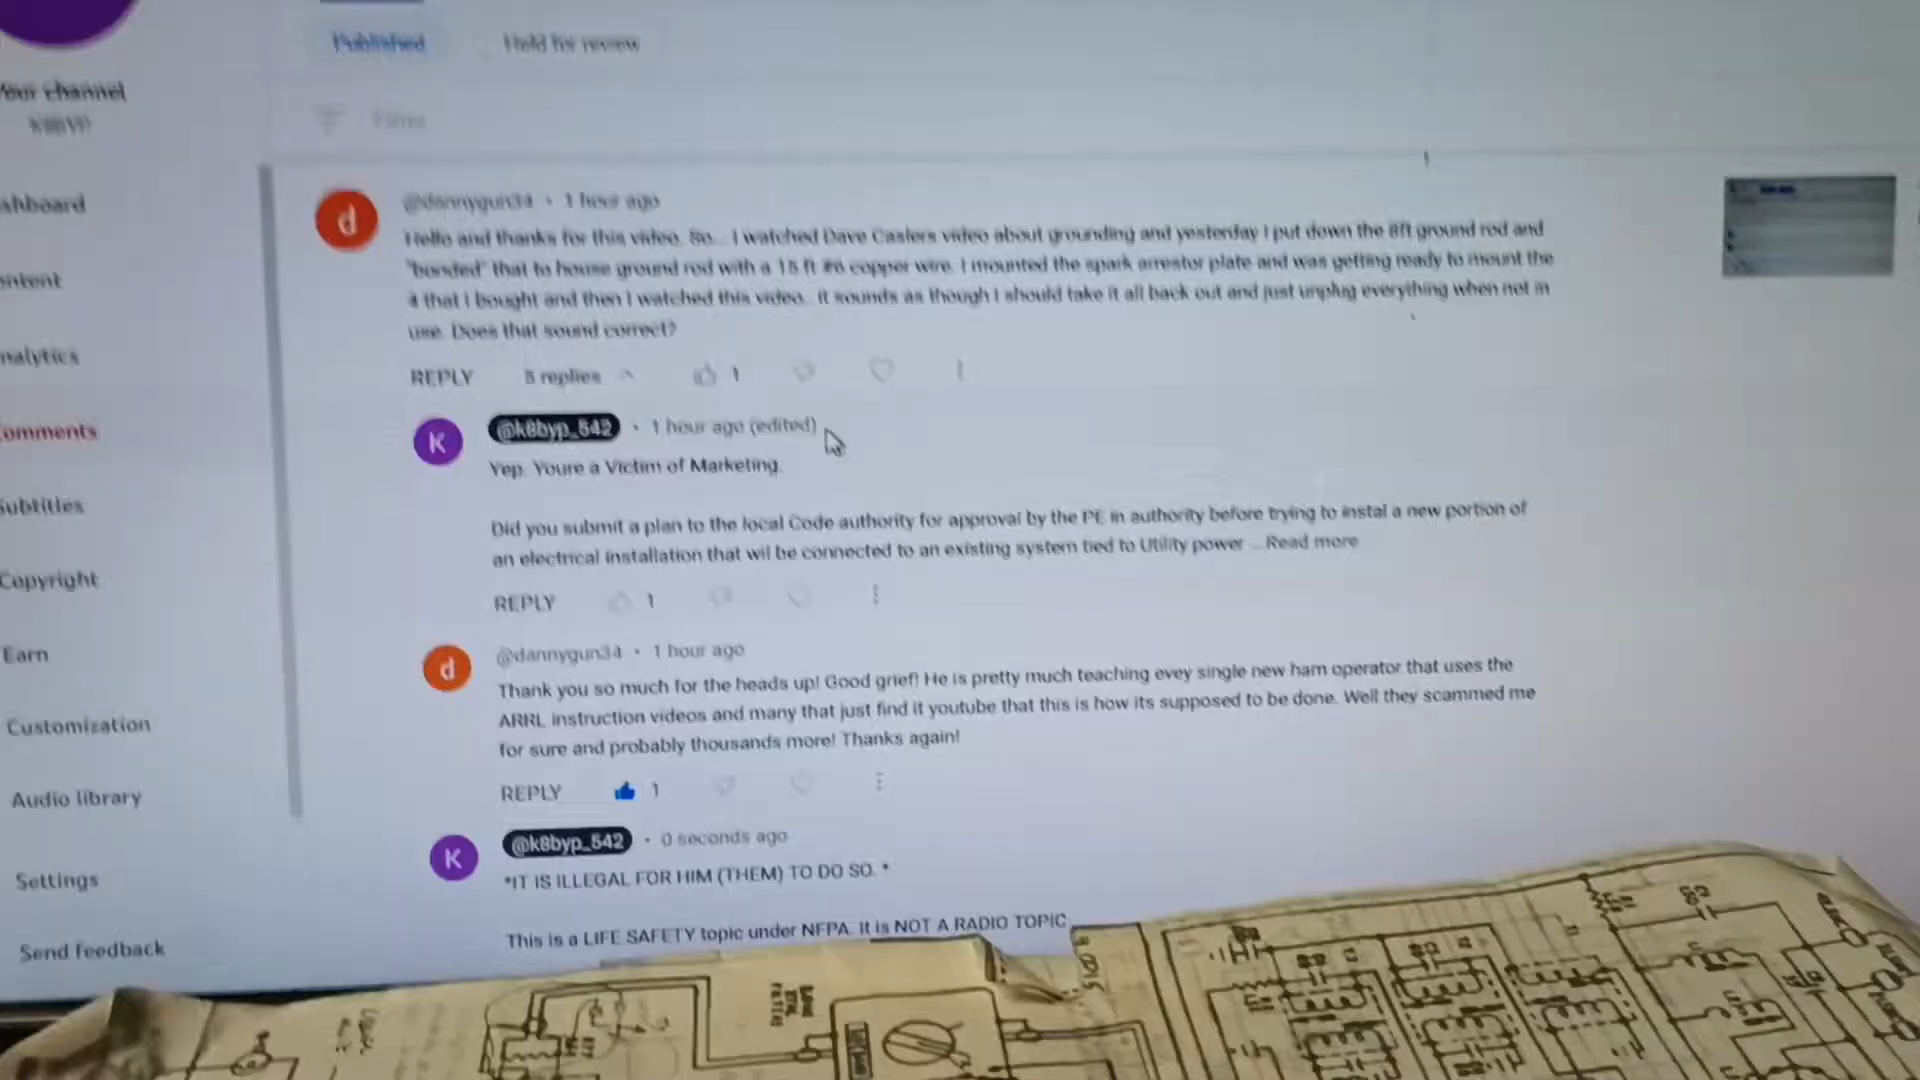 Published
Held for review
Your channel
Filter
shboard
ontent
nalytics
omments
Subtitles
Copyright
Earn
Customization
Audio library
Settings
Send feedback
d
@dannygun34 • 1 hour ago
Hello and thanks for this video. So... I watched Dave Caslers video about grounding and yesterday I put down the 8ft ground rod and
"bonded" that to house ground rod with a 15 ft #6 copper wire. I mounted the spark arrestor plate and was getting ready to mount the
4 that I bought and then I watched this video.. it sounds as though I should take it all back out and just unplug everything when not in
use. Does that sound correct?
REPLY
replies
1
K
@k8byp_542 • 1 hour ago (edited)
Yep. Youre a Victim of Marketing.
Did you submit a plan to the local Code authority for approval by the PE in authority before trying to instal a new portion of
an electrical installation that wil be connected to an existing system tied to Utility power ...Read more
REPLY
1
d
@dannygun34 • 1 hour ago
Thank you so much for the heads up! Good grief! He is pretty much teaching evey single new ham operator that uses the
ARRL instruction videos and many that just find it youtube that this is how its supposed to be done. Well they scammed me
for sure and probably thousands more! Thanks again!
REPLY
1
K
@k8byp_542 • 0 seconds ago
*IT IS ILLEGAL FOR HIM (THEM) TO DO SO. *
This is a LIFE SAFETY topic under NFPA. It is NOT A RADIO TOPIC